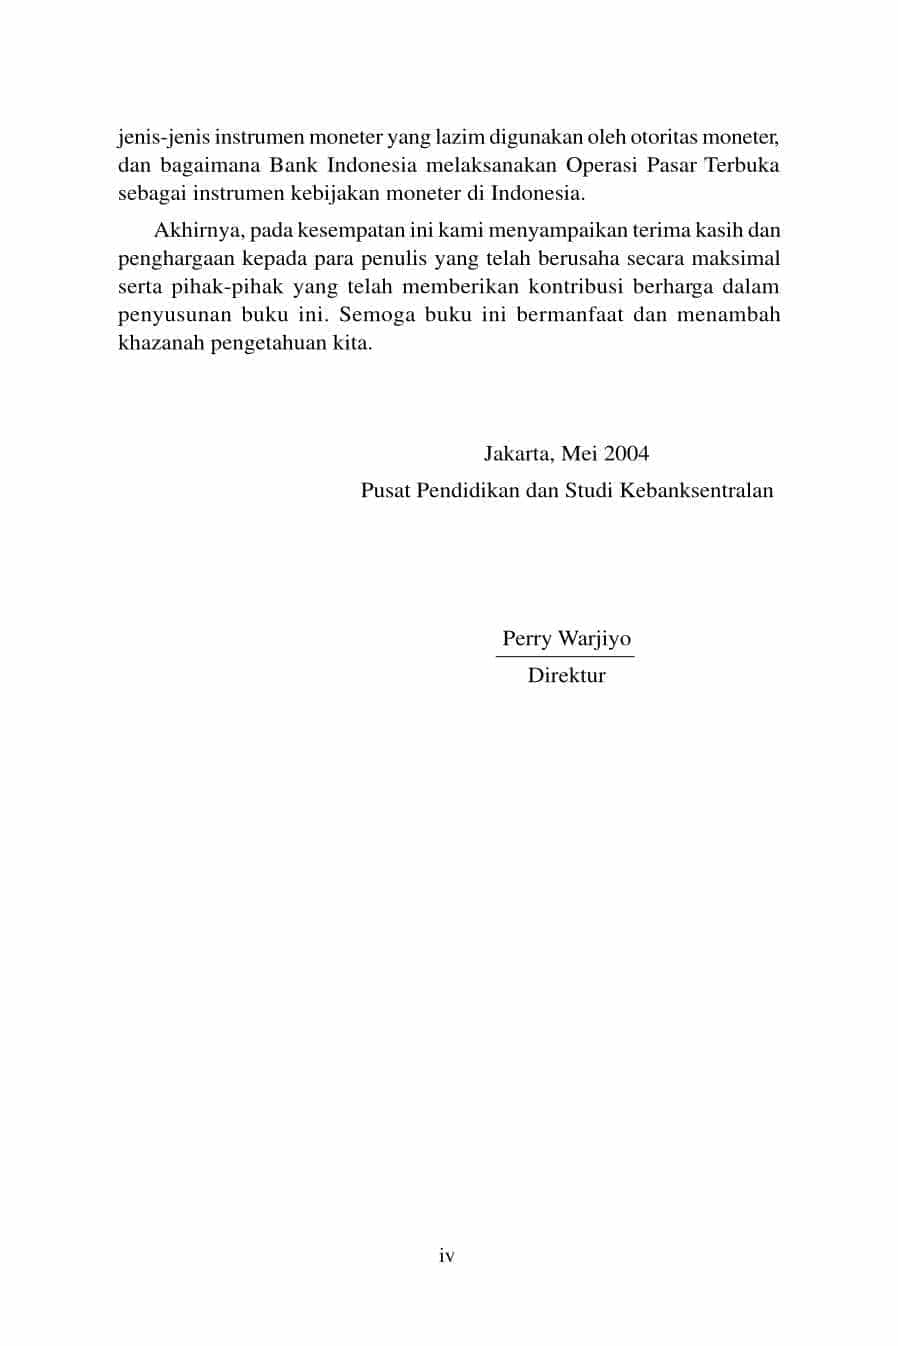 jenis-jenis instrumen moneter yang lazim digunakan oleh otoritas moneter,
dan bagaimana Bank Indonesia melaksanakan Operasi Pasar Terbuka
sebagai instrumen kebijakan moneter di Indonesia.
Akhirnya, pada kesempatan ini kami menyampaikan terima kasih dan
penghargaan kepada para penulis yang telah berusaha secara maksimal
serta pihak-pihak yang telah memberikan kontribusi berharga dalam
penyusunan buku ini. Semoga buku ini bermanfaat dan menambah
khazanah pengetahuan kita.
Jakarta, Mei 2004
Pusat Pendidikan dan Studi Kebanksentralan
Perry Warjiyo
Direktur
iv